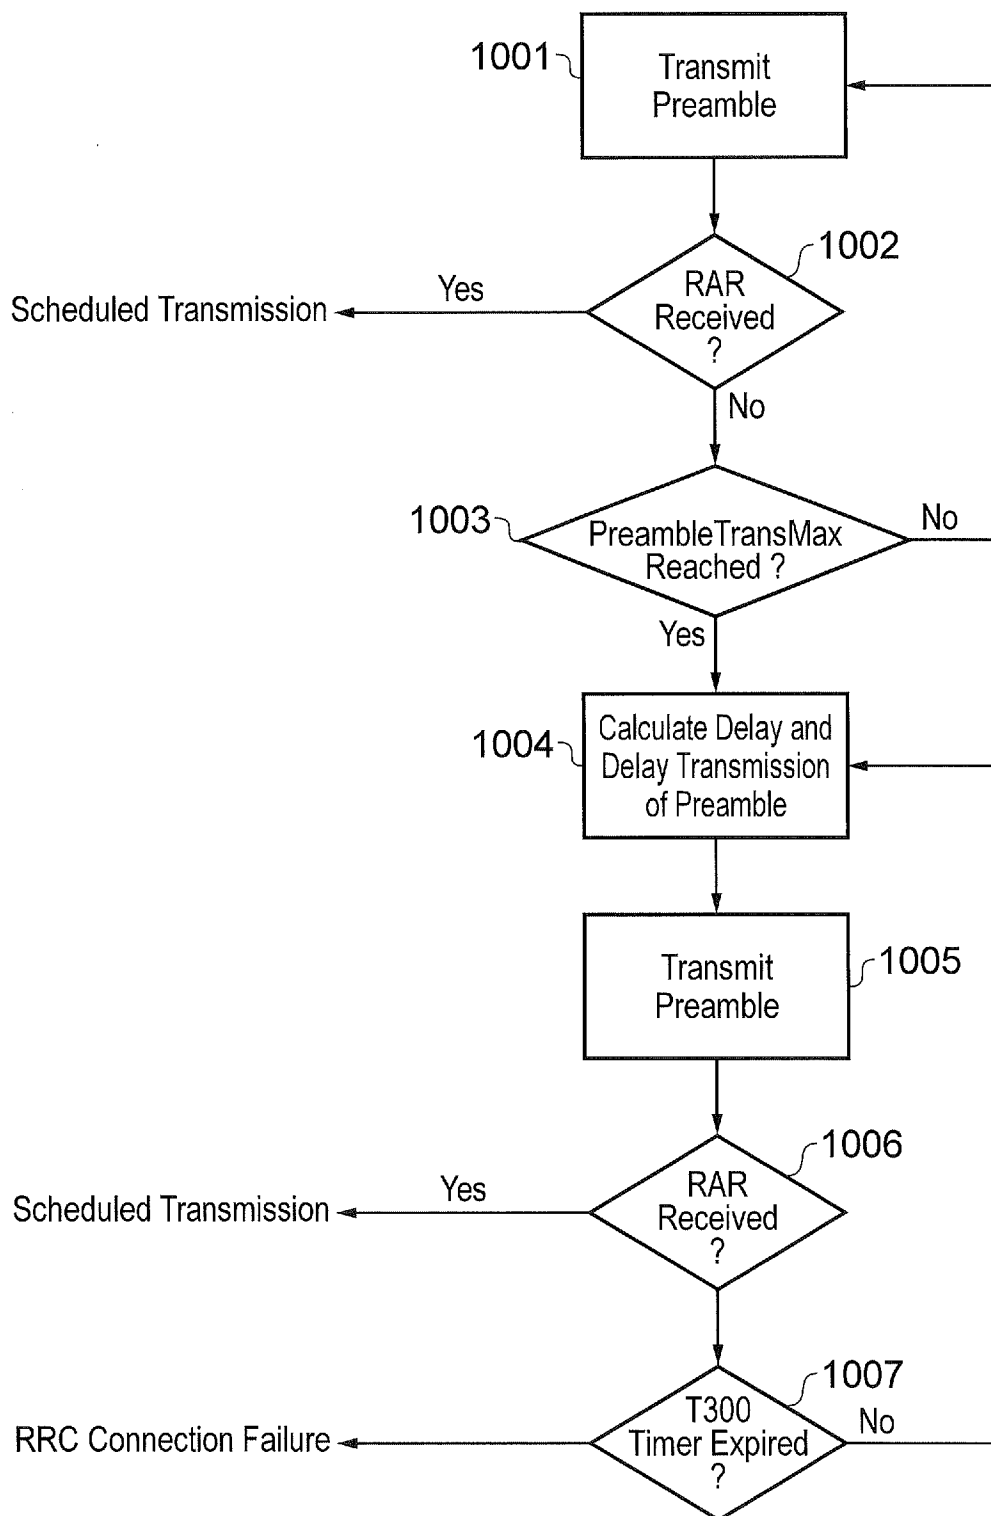 1001
Transmit
Preamble
1002
RAR
Received
?
Yes
Scheduled Transmission
No
1003
PreambleTransMax
Reached ?
No
Yes
1004
Calculate Delay and
Delay Transmission
of Preamble
1005
Transmit
Preamble
1006
RAR
Received
?
Yes
Scheduled Transmission
1007
T300
Timer Expired
?
No
RRC Connection Failure